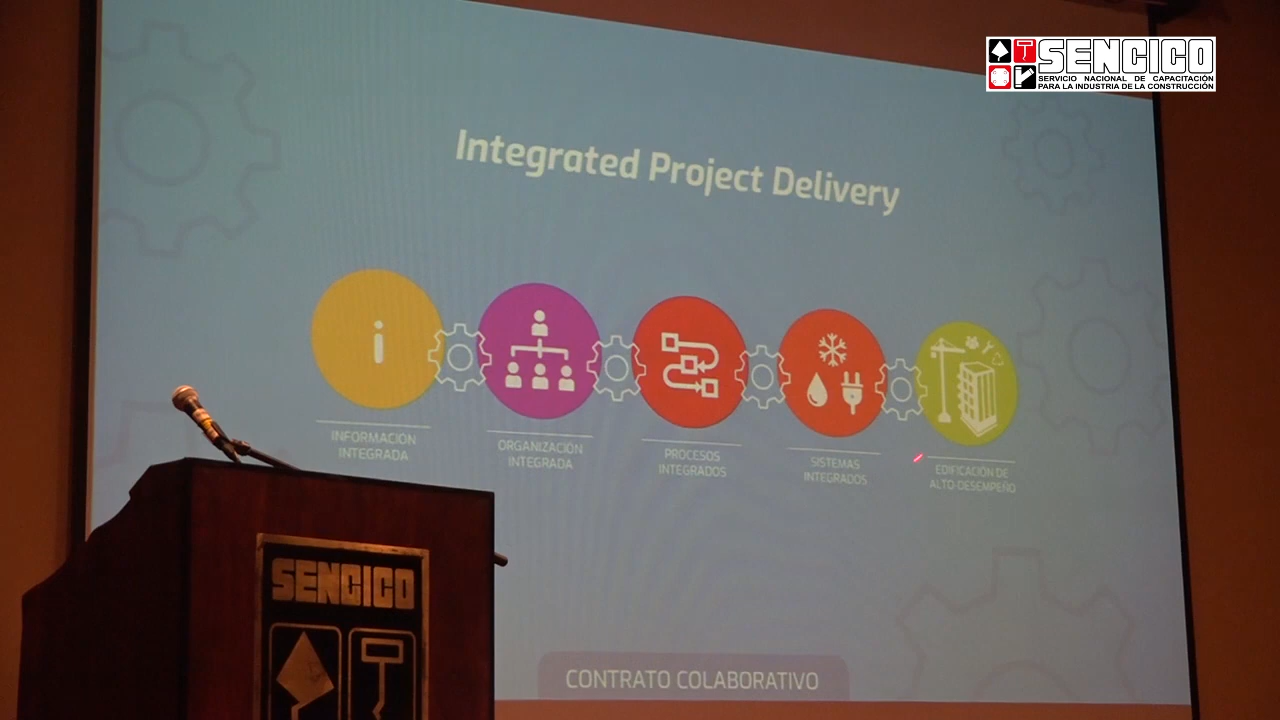 SENCICO
SERVICIO NACIONAL DE CAPACITACIÓN
PARA LA INDUSTRIA DE LA CONSTRUCCIÓN
Integrated Project Delivery
i
INFORMACIÓN
INTEGRADA
ORGANIZACIÓN
INTEGRADA
PROCESOS
INTEGRADOS
SISTEMAS
INTEGRADOS
EDIFICACIÓN DE
ALTO-DESEMPEÑO
CONTRATO COLABORATIVO
SENCICO